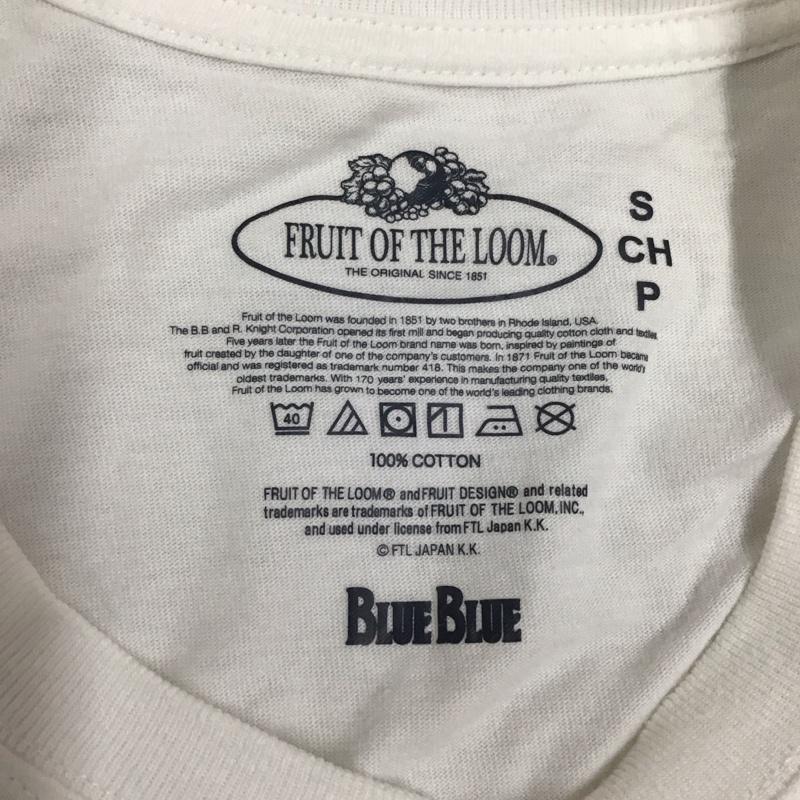 FRUIT OF THE LOOM®
THE ORIGINAL SINCE 1851
S
CH
P
Fruit of the Loom was founded in 1851 by two brothers in Rhode Island, USA.
The B.B and R. Knight Corporation opened its first mill and began producing quality cotton cloth and textiles.
Five years later the Fruit of the Loom brand name was born, inspired by paintings of
fruit created by the daughter of one of the company's customers. In 1871 Fruit of the Loom became
official and was registered as trademark number 418. This makes the company one of the world's
oldest trademarks. With 170 years' experience in manufacturing quality textiles,
Fruit of the Loom has grown to become one of the world's leading clothing brands.
40
100% COTTON
FRUIT OF THE LOOM® and FRUIT DESIGN® and related
trademarks are trademarks of FRUIT OF THE LOOM, INC.,
and used under license from FTL Japan K.K.
©FTL JAPAN K.K.
BLUE BLUE